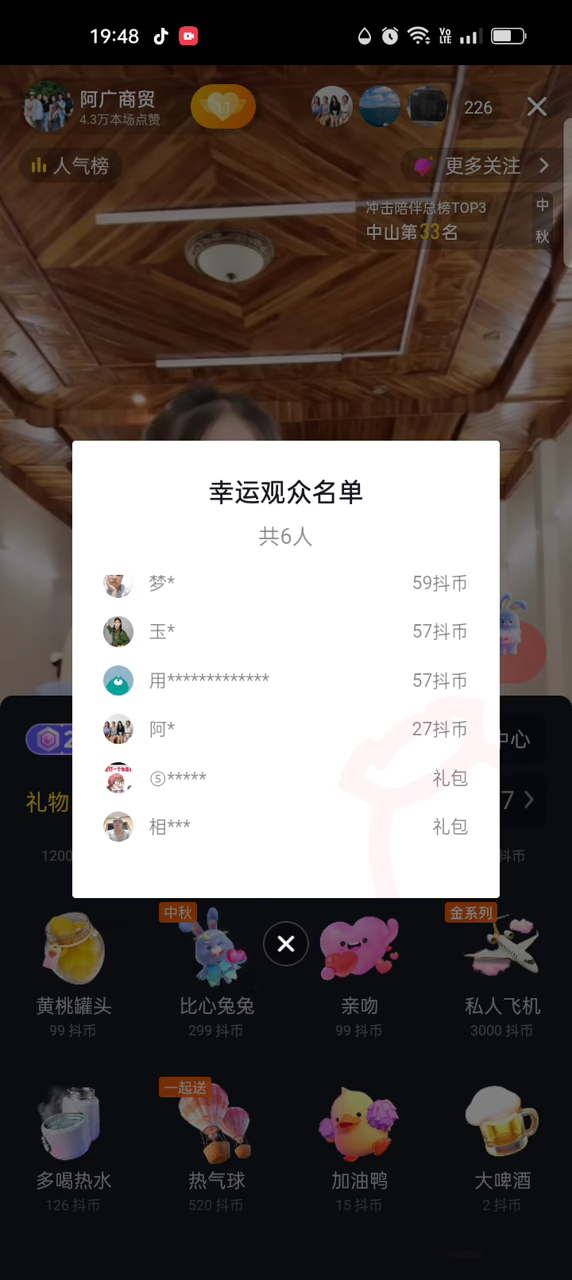 19:48
Vo
LTE
阿广商贸
4.3万本场点赞
11
226
人气榜
更多关注
冲击陪伴总榜TOP3
中山第33名
中
秋
幸运观众名单
共6人
梦* 59抖币
玉* 57抖币
用************* 57抖币
阿* 27抖币
⑤***** 礼包
相*** 礼包
2
中心
礼物
7
1200
抖币
中秋
金系列
黄桃罐头
比心兔兔
亲吻
私人飞机
99 抖币
299 抖币
99 抖币
3000 抖币
一起送
多喝热水
热气球
加油鸭
大啤酒
126 抖币
520 抖币
15 抖币
2 抖币